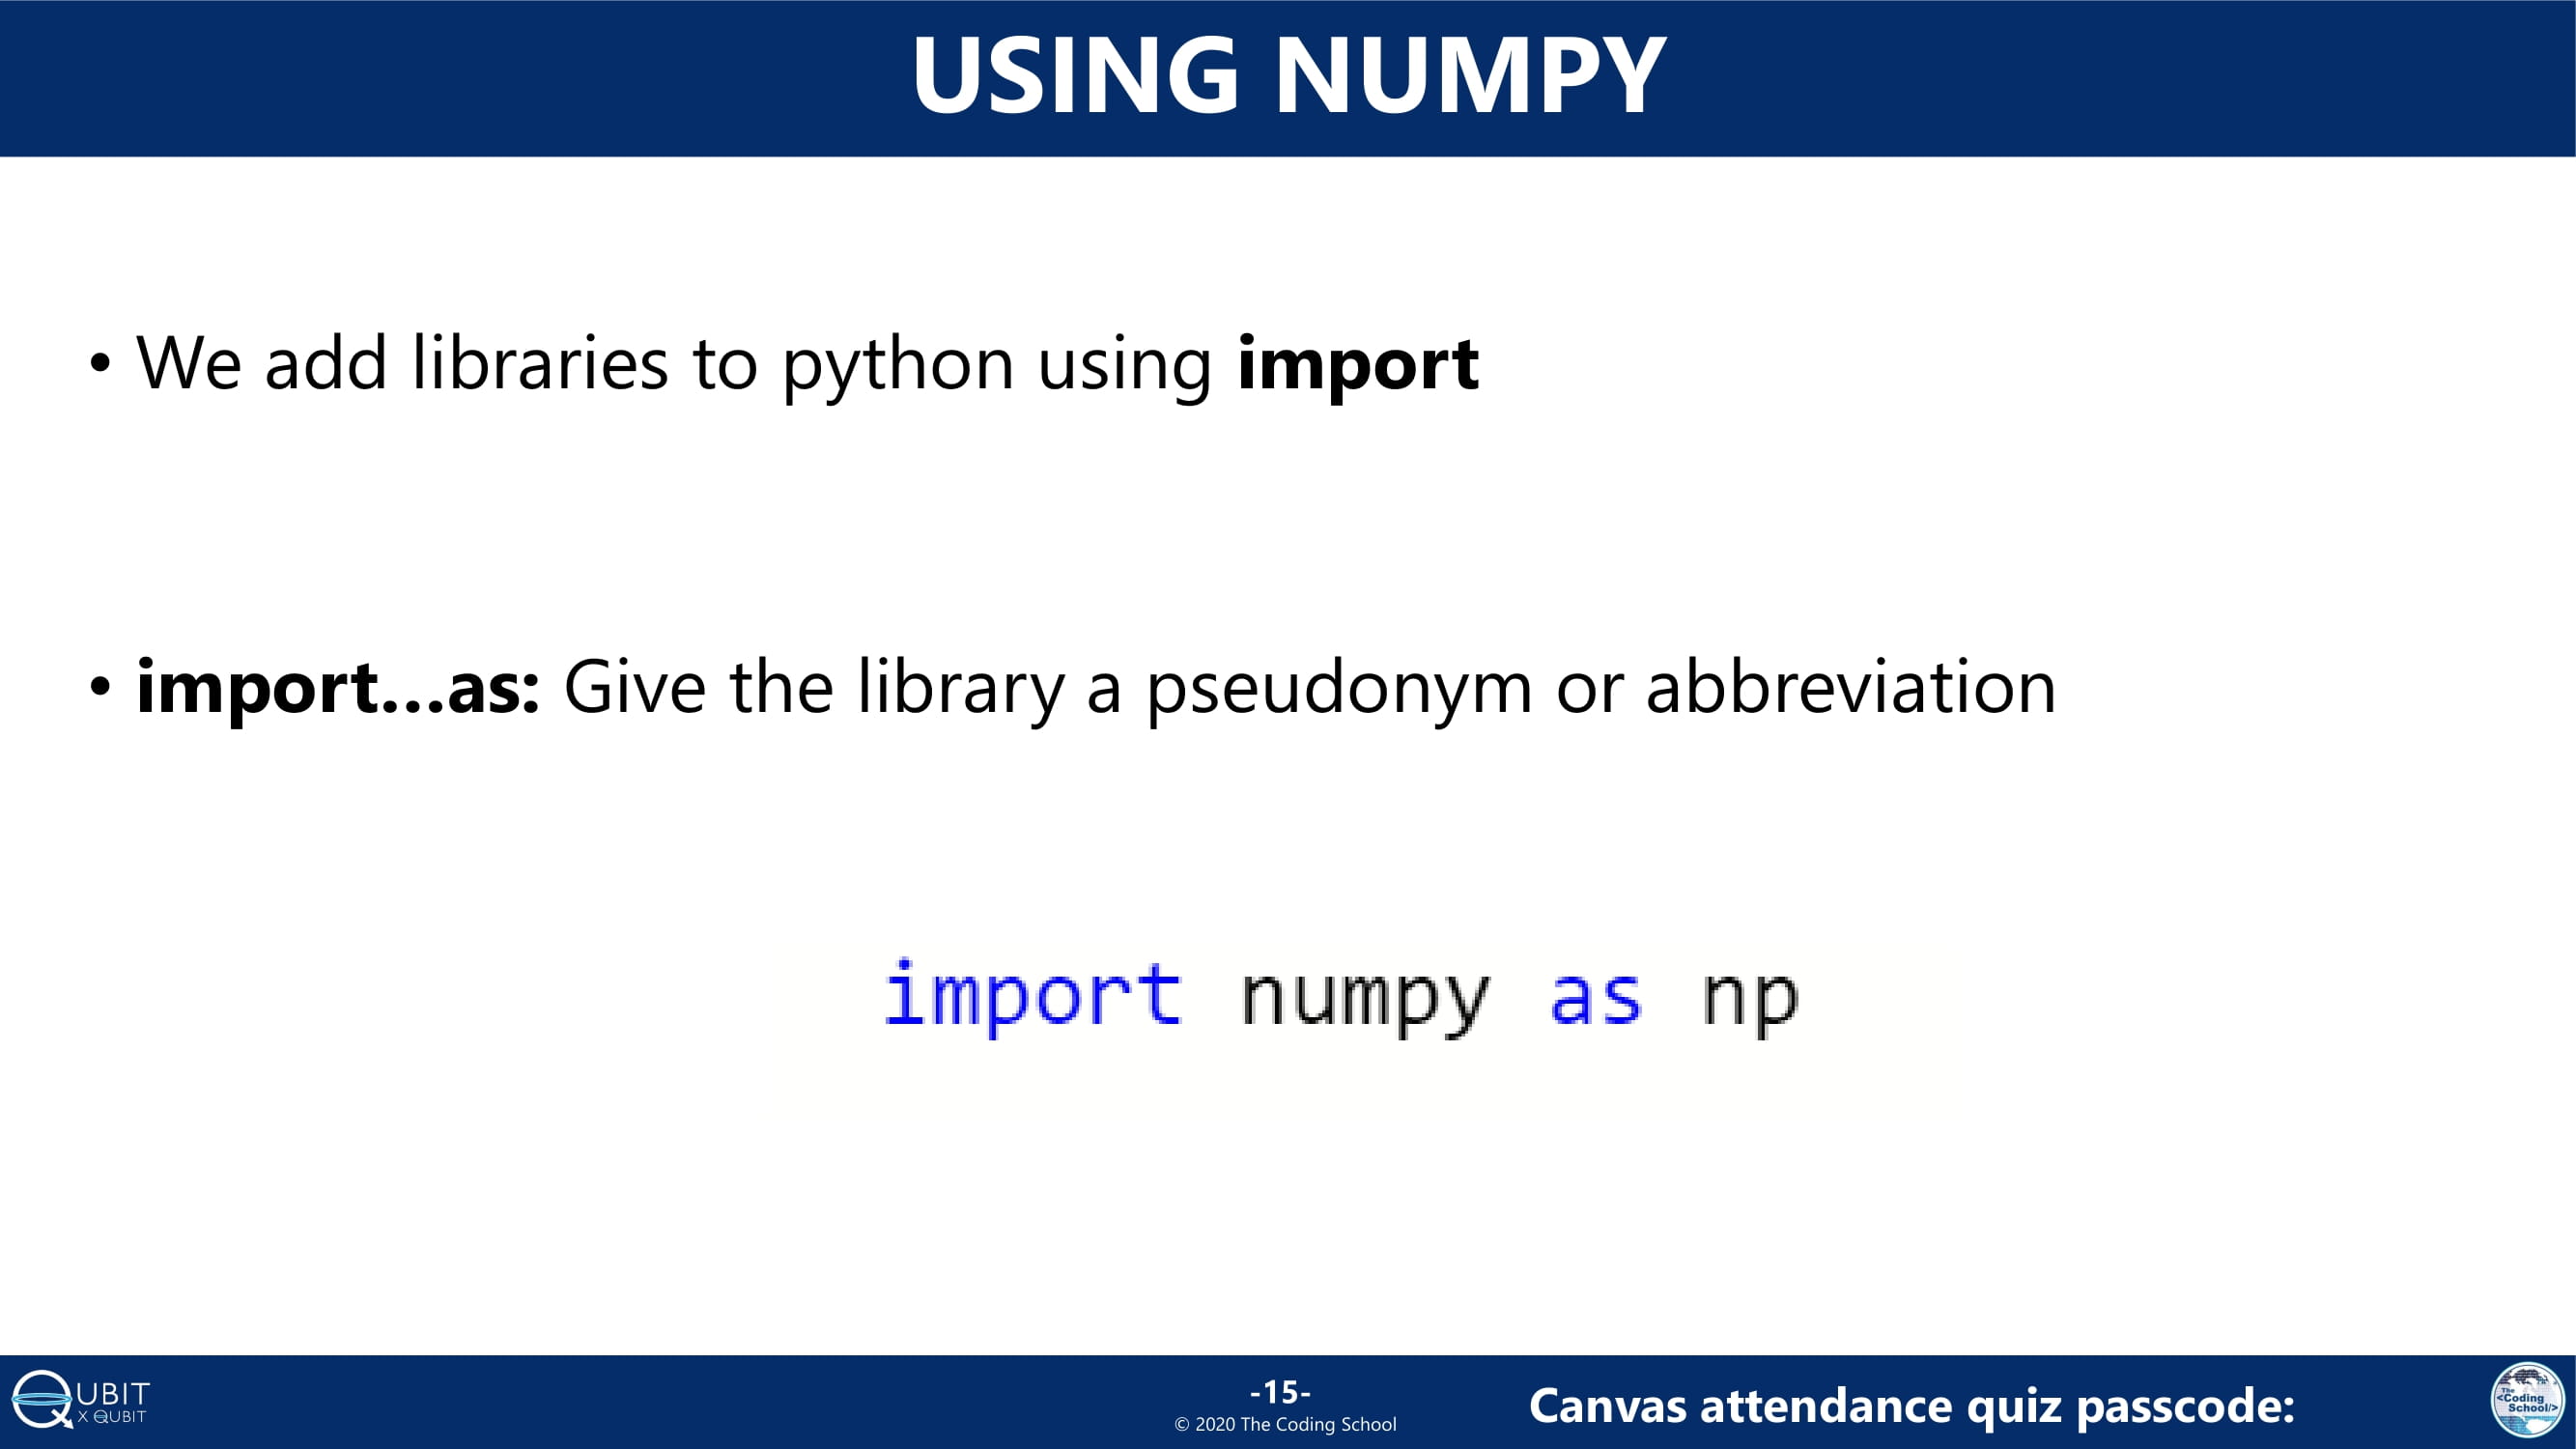 USING NUMPY
• We add libraries to python using import
• import...as: Give the library a pseudonym or abbreviation
import numpy as np
QUBIT
X QUBIT
-15-
© 2020 The Coding School
Canvas attendance quiz passcode:
The
<Coding
School/>